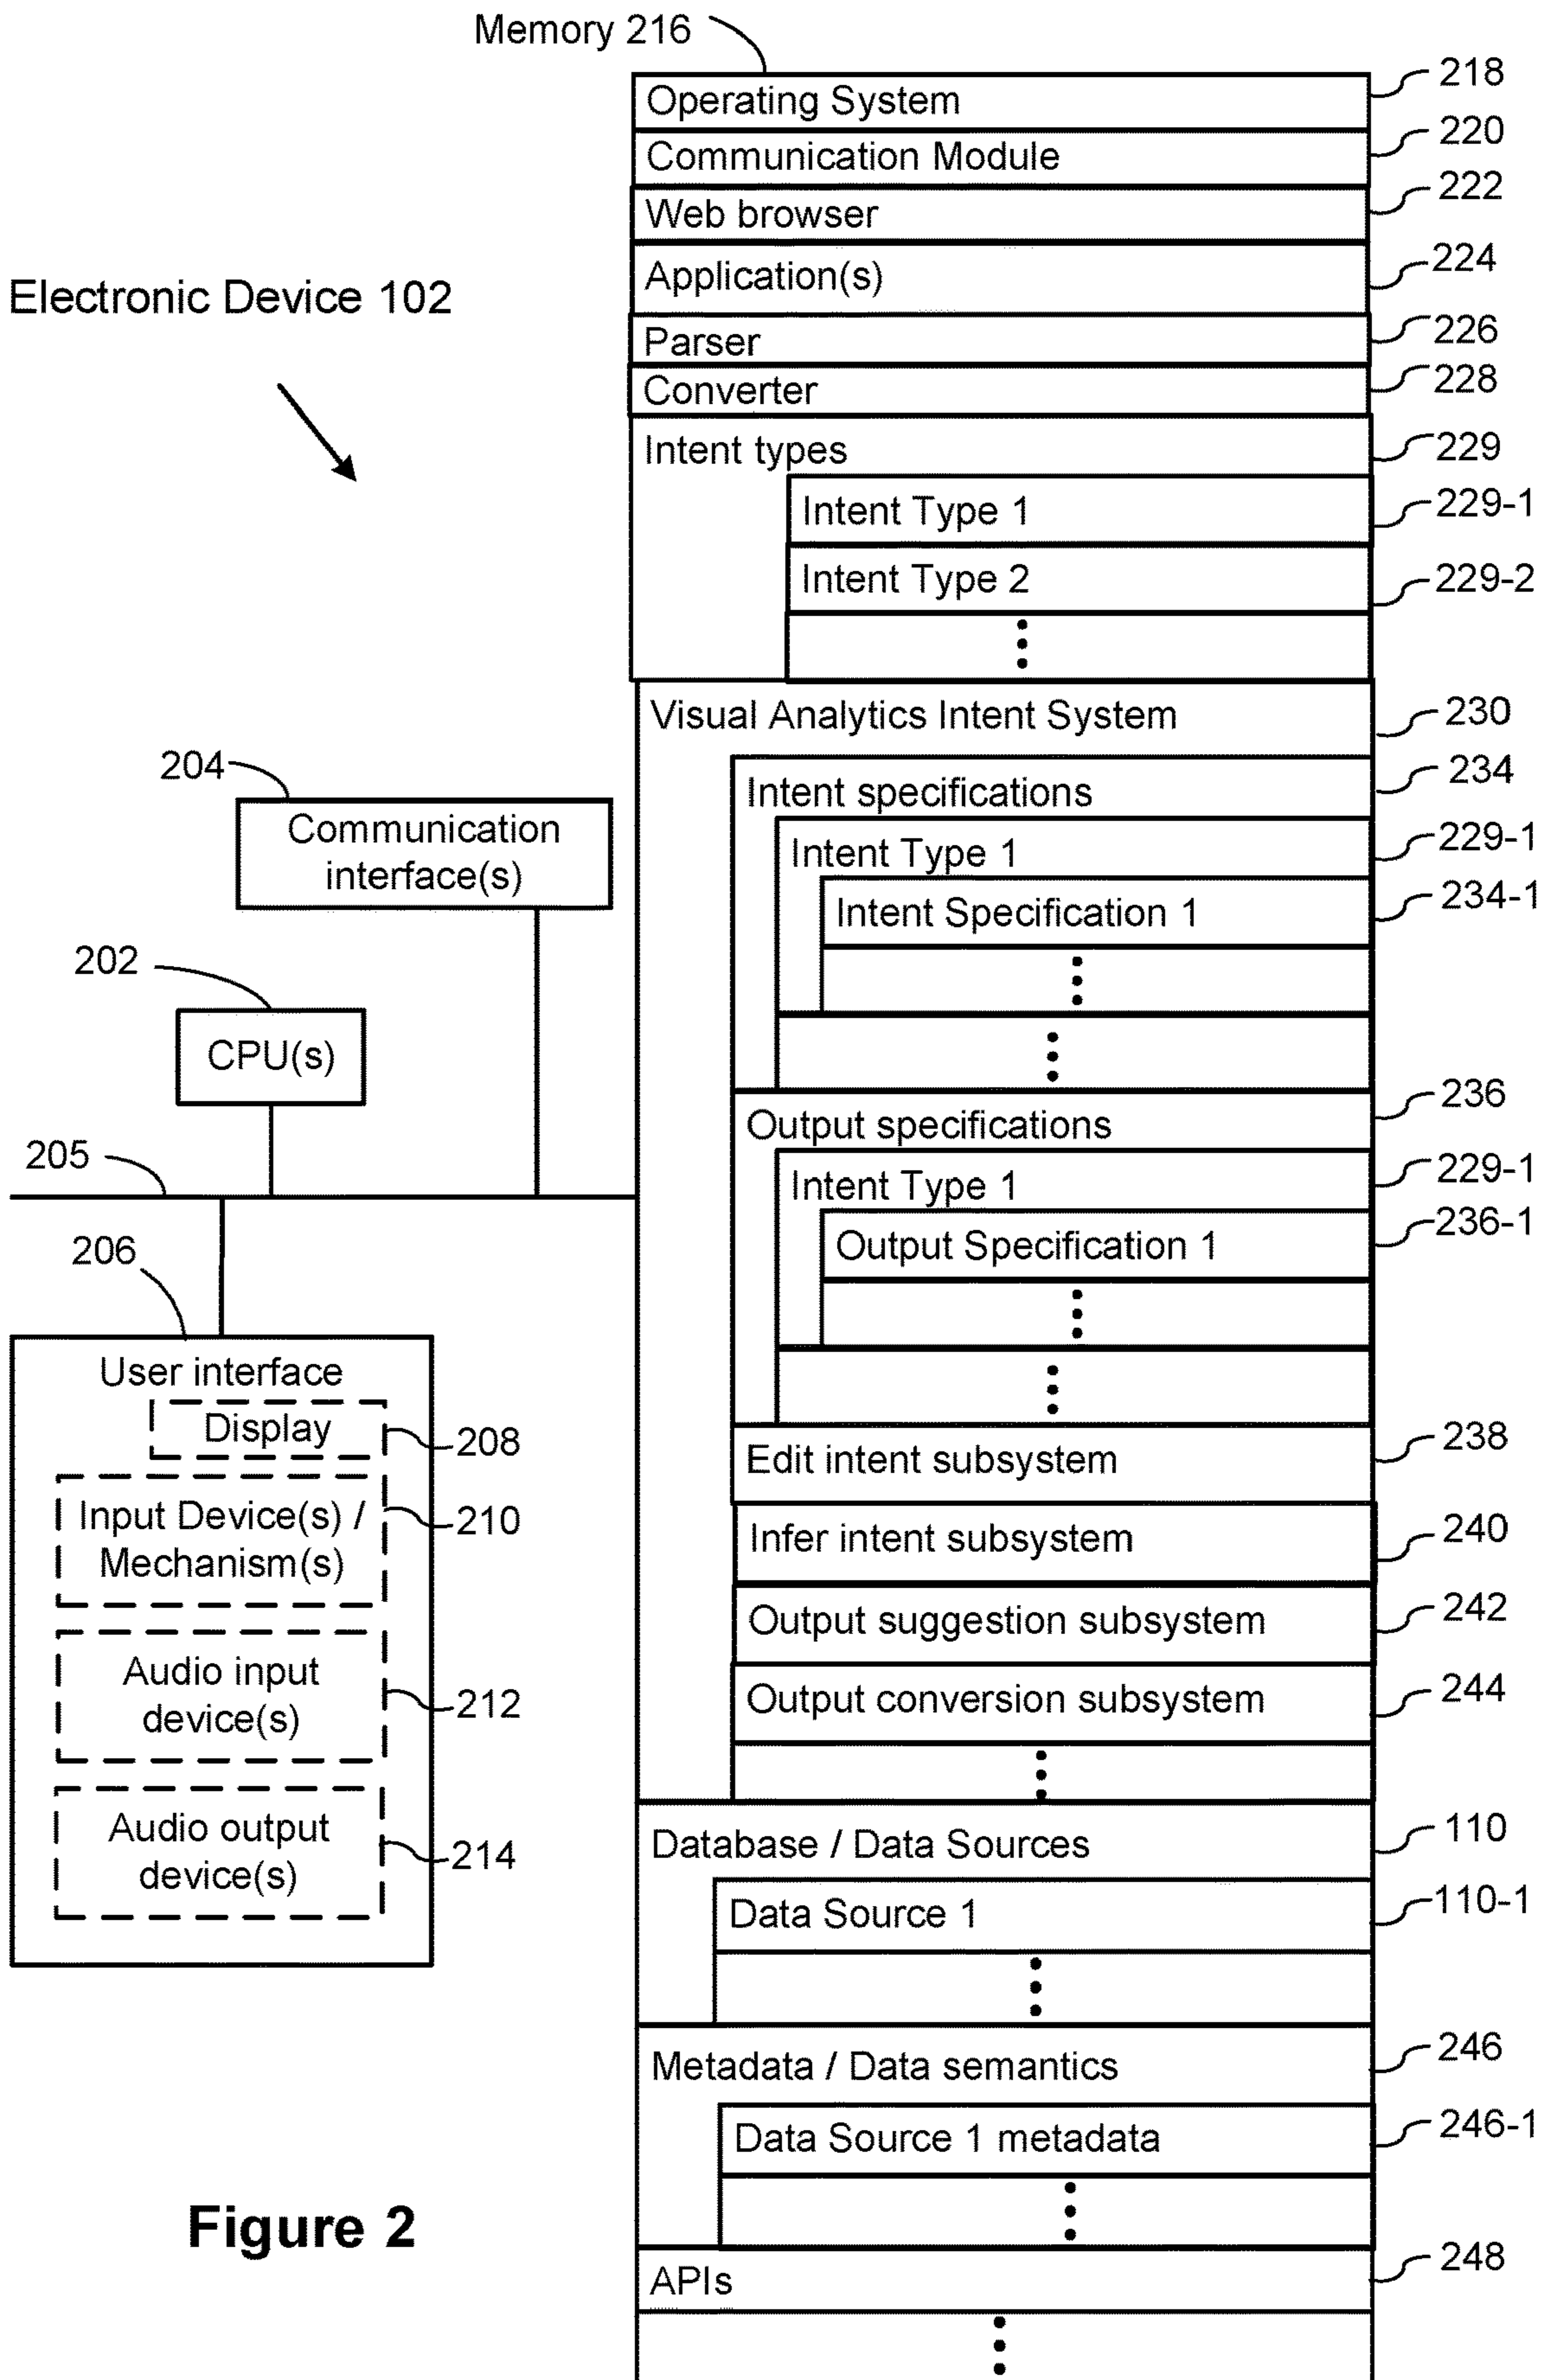 Memory 216
Operating System 218
Communication Module 220
Web browser 222
Application(s) 224
Electronic Device 102
Parser 226
Converter 228
Intent types 229
Intent Type 1 229-1
Intent Type 2 229-2
Visual Analytics Intent System 230
Intent specifications 234
Intent Type 1 229-1
Intent Specification 1 234-1
Output specifications 236
Intent Type 1 229-1
Output Specification 1 236-1
Edit intent subsystem 238
Infer intent subsystem 240
Output suggestion subsystem 242
Output conversion subsystem 244
Database / Data Sources 110
Data Source 1 110-1
Metadata / Data semantics 246
Data Source 1 metadata 246-1
APIs 248
204
Communication
interface(s)
202
CPU(s)
205
206
User interface
Display 208
Input Device(s) / 210
Mechanism(s)
Audio input
device(s) 212
Audio output
device(s) 214
Figure 2